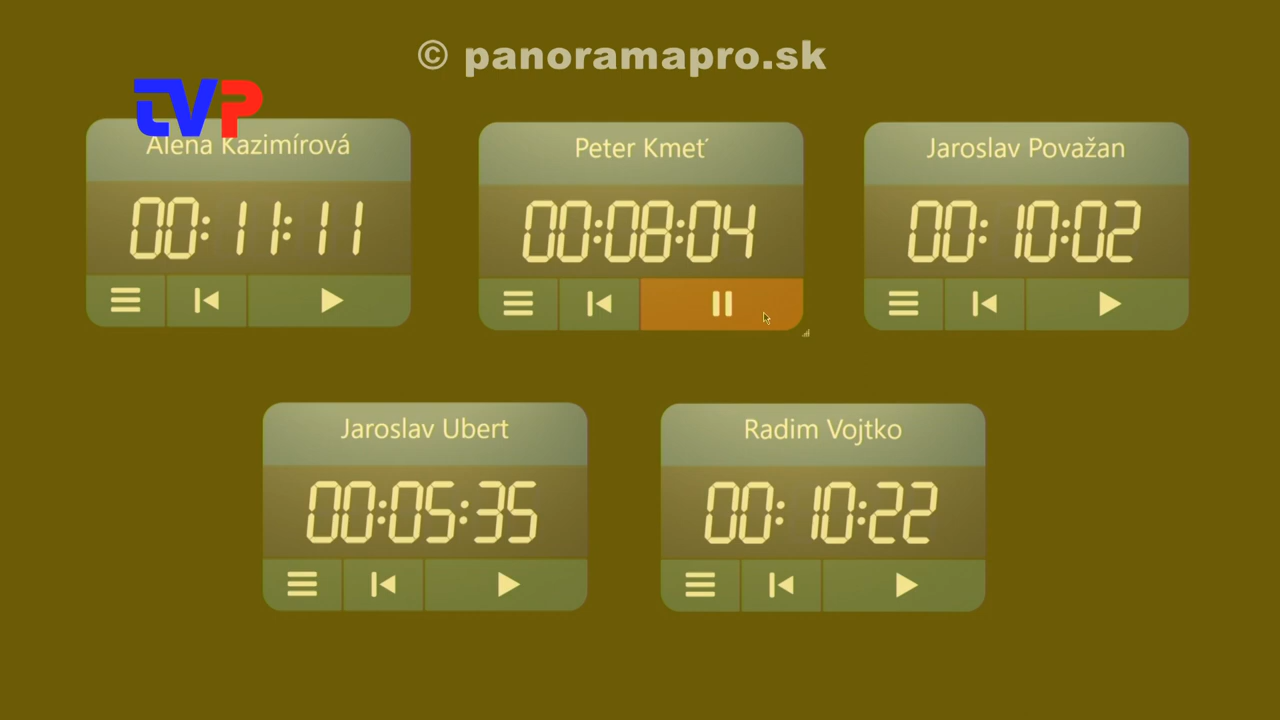 © panoramapro.sk
TVP
Alena Kazimírová
00:11:11
Peter Kmeť
00:08:04
Jaroslav Považan
00:10:02
Jaroslav Ubert
00:05:35
Radim Vojtko
00:10:22